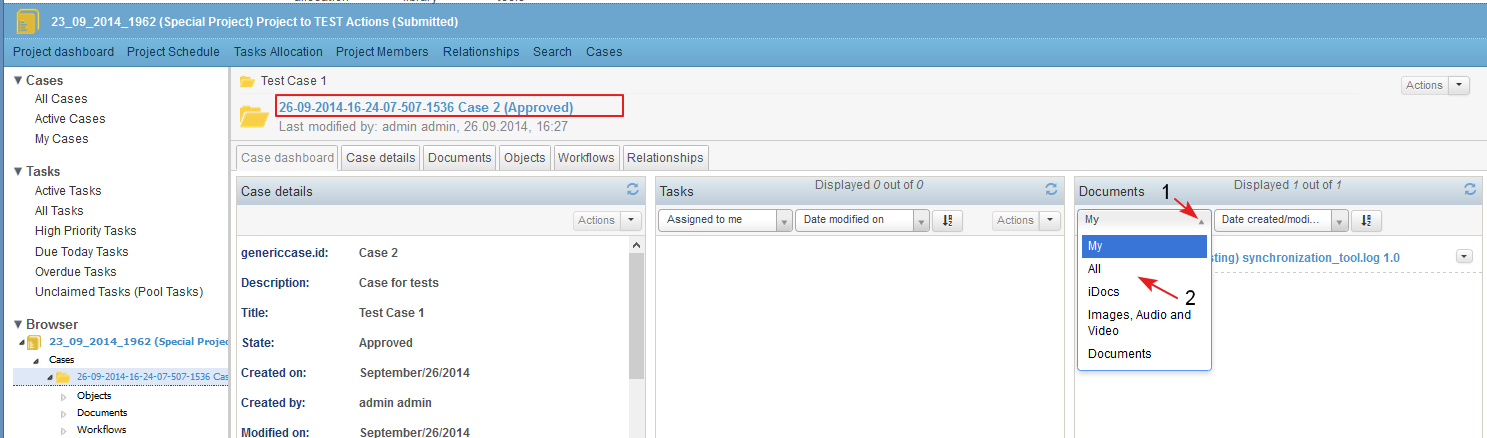 allocation library tools
23_09_2014_1962 (Special Project) Project to TEST Actions (Submitted)
Project dashboard Project Schedule Tasks Allocation Project Members Relationships Search Cases
Cases
All Cases
Active Cases
My Cases
Tasks
Active Tasks
All Tasks
High Priority Tasks
Due Today Tasks
Overdue Tasks
Unclaimed Tasks (Pool Tasks)
Browser
23_09_2014_1962 (Special Projec
Cases
26-09-2014-16-24-07-507-1536 Cas
Objects
Documents
Workflows
Test Case 1
Actions
26-09-2014-16-24-07-507-1536 Case 2 (Approved)
Last modified by: admin admin, 26.09.2014, 16:27
Case dashboard Case details Documents Objects Workflows Relationships
Case details
Actions
genericcase.id: Case 2
Description: Case for tests
Title: Test Case 1
State: Approved
Created on: September/26/2014
Created by: admin admin
Modified on: September/26/2014
Tasks Displayed 0 out of 0
Assigned to me Date modified on Actions
Documents 1 Displayed 1 out of 1
My Date created/modi...
My
All
iDocs
Images, Audio and
Video
Documents
2
sting) synchronization_tool.log 1.0